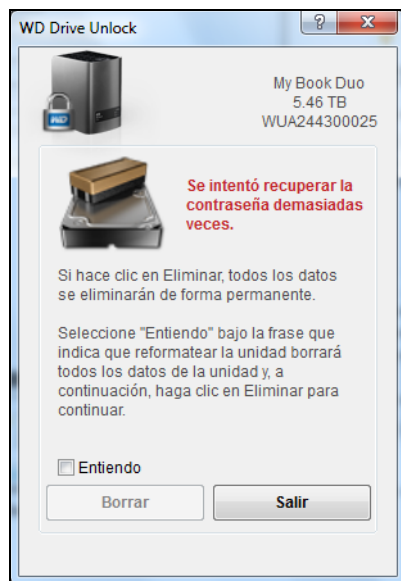 WD Drive Unlock
My Book Duo
5.46 TB
WUA244300025
WD
Se intentó recuperar la
contraseña demasiadas
veces.
Si hace clic en Eliminar, todos los datos
se eliminarán de forma permanente.
Seleccione "Entiendo" bajo la frase que
indica que reformatear la unidad borrará
todos los datos de la unidad y, a
continuación, haga clic en Eliminar para
continuar.
Entiendo
Borrar
Salir